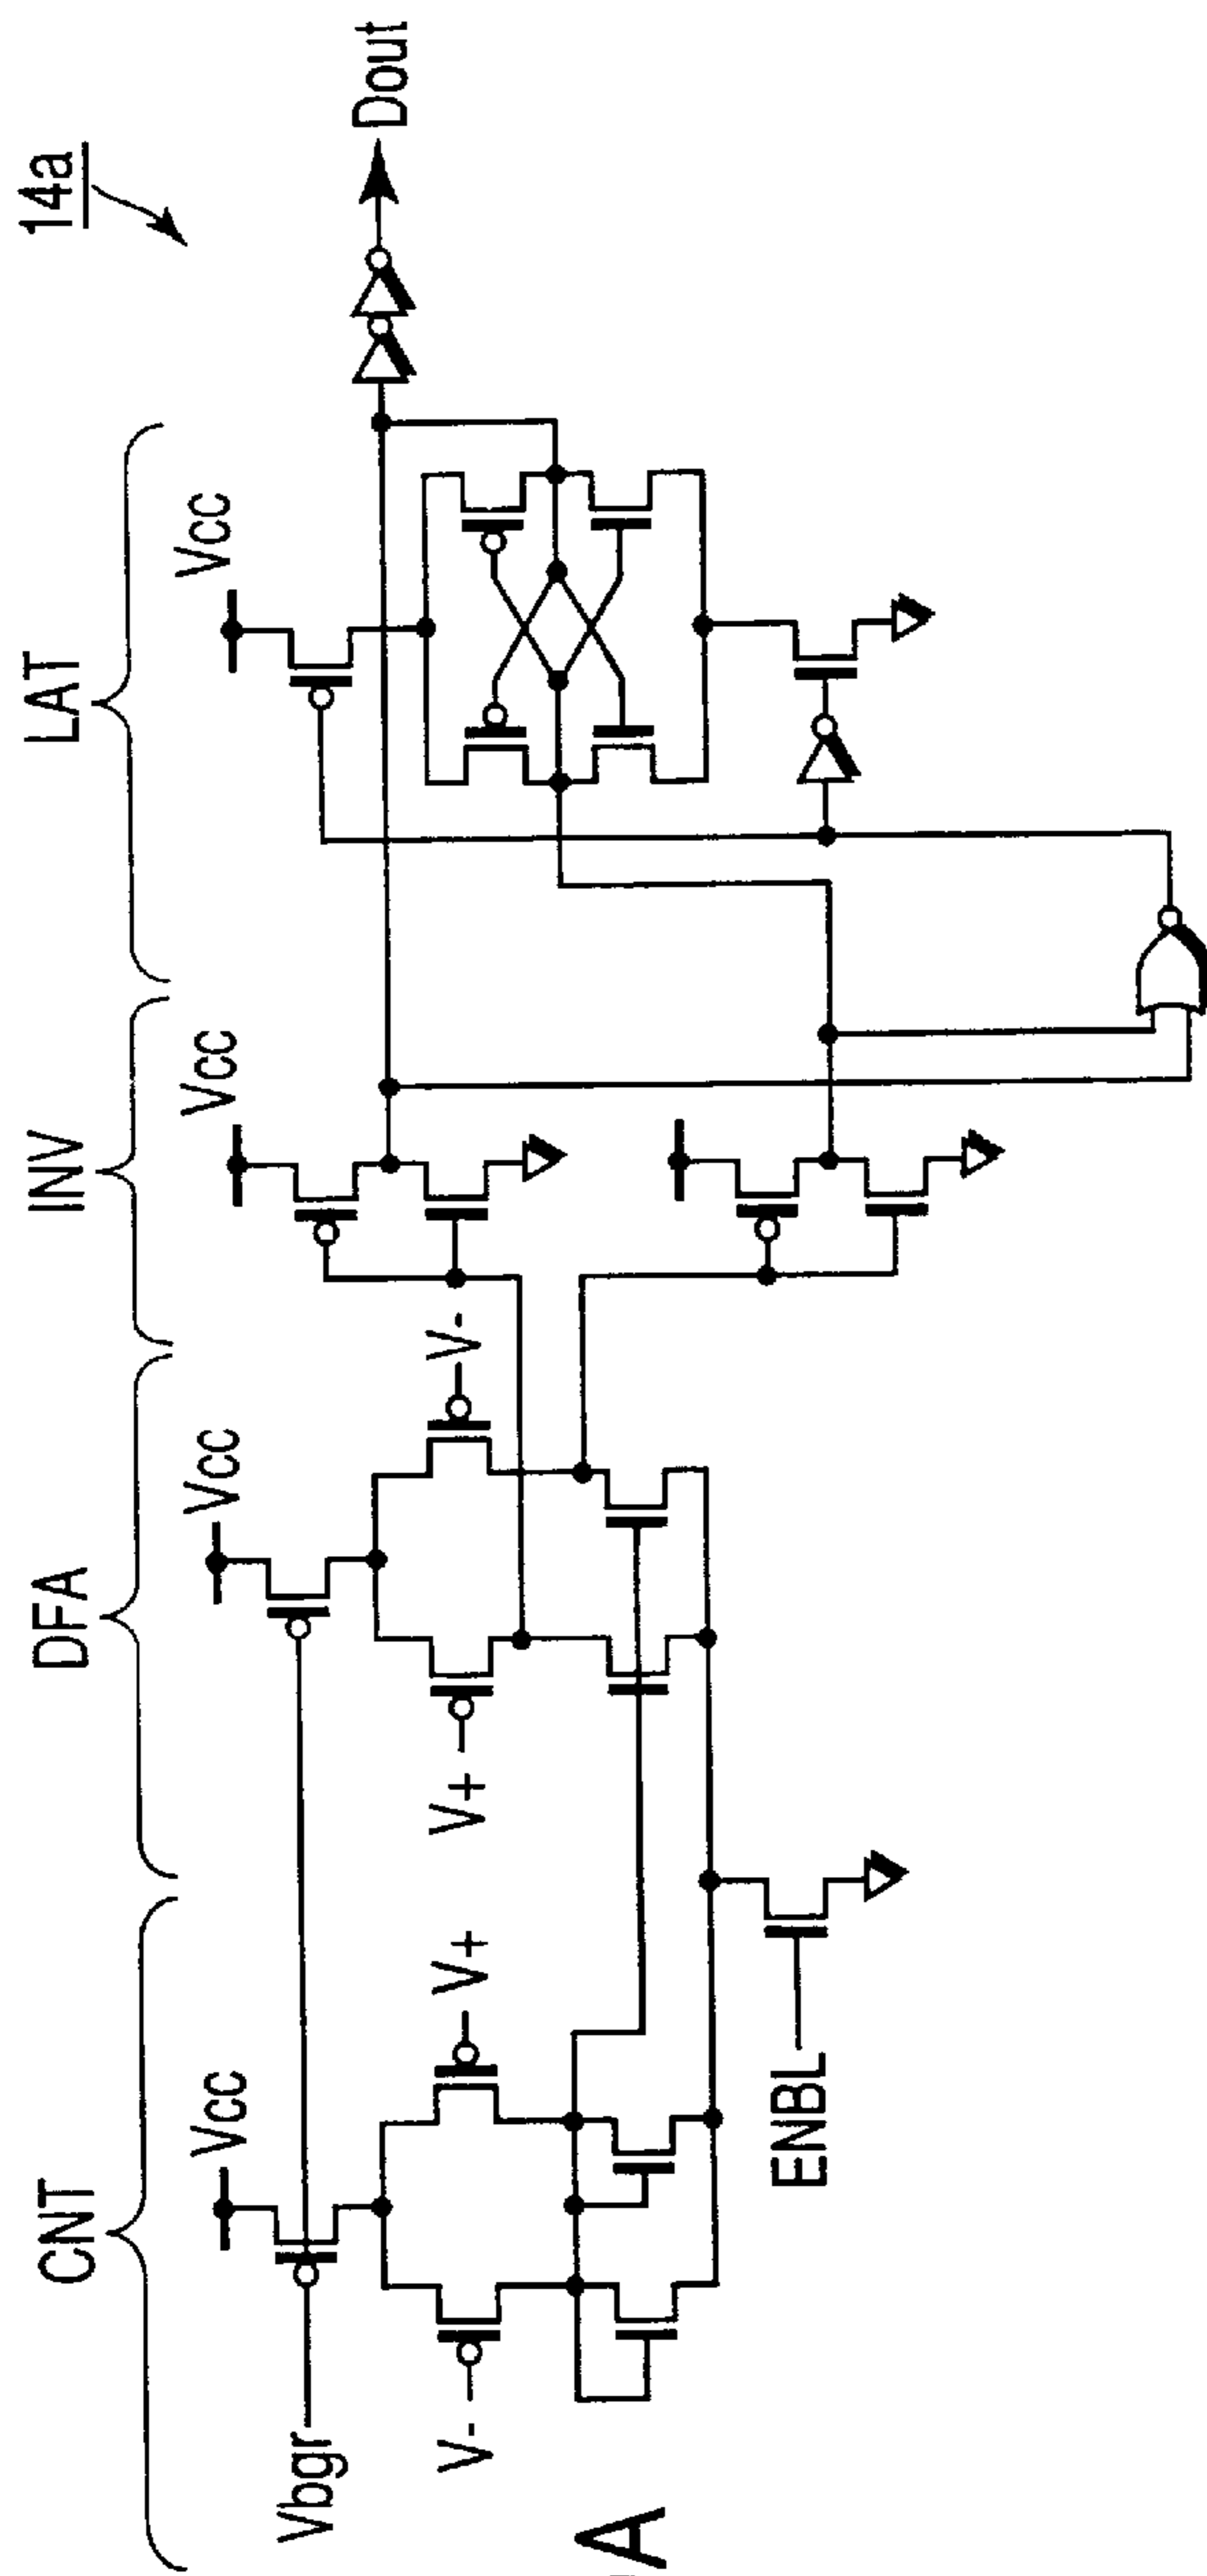 14a
CNT
DFA
INV
LAT
Vcc
Vcc
Vcc
Vcc
Vbgr
V-
V+
V+
V-
ENBL
Dout
A